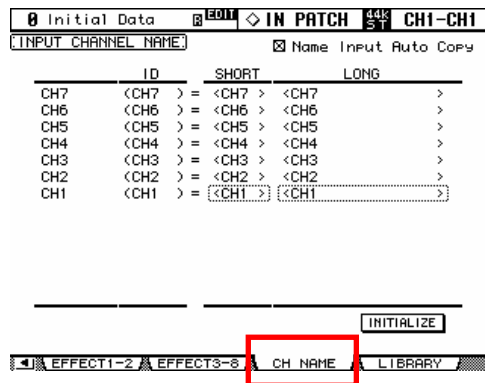 0 Initial Data EDIT IN PATCH 44k ST CH1-CH1
INPUT CHANNEL NAME
Name Input Auto Copy
ID SHORT LONG
CH7 (CH7 ) = <CH7 > <CH7 >
CH6 (CH6 ) = <CH6 > <CH6 >
CH5 (CH5 ) = <CH5 > <CH5 >
CH4 (CH4 ) = <CH4 > <CH4 >
CH3 (CH3 ) = <CH3 > <CH3 >
CH2 (CH2 ) = <CH2 > <CH2 >
CH1 (CH1 ) = <CH1 > <CH1 >
INITIALIZE
EFFECT1-2 EFFECT3-8 CH NAME LIBRARY